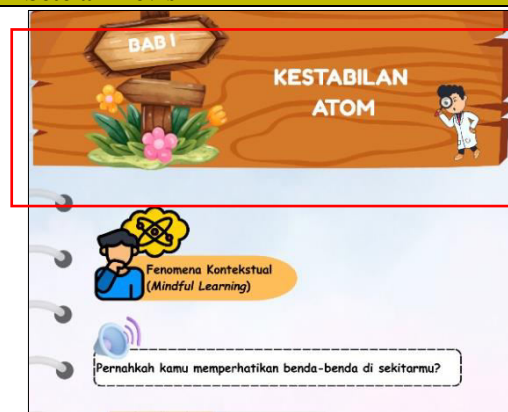 BAB I
KESTABILAN
ATOM
Fenomena Kontekstual
(Mindful Learning)
Pernahkah kamu memperhatikan benda-benda di sekitarmu?